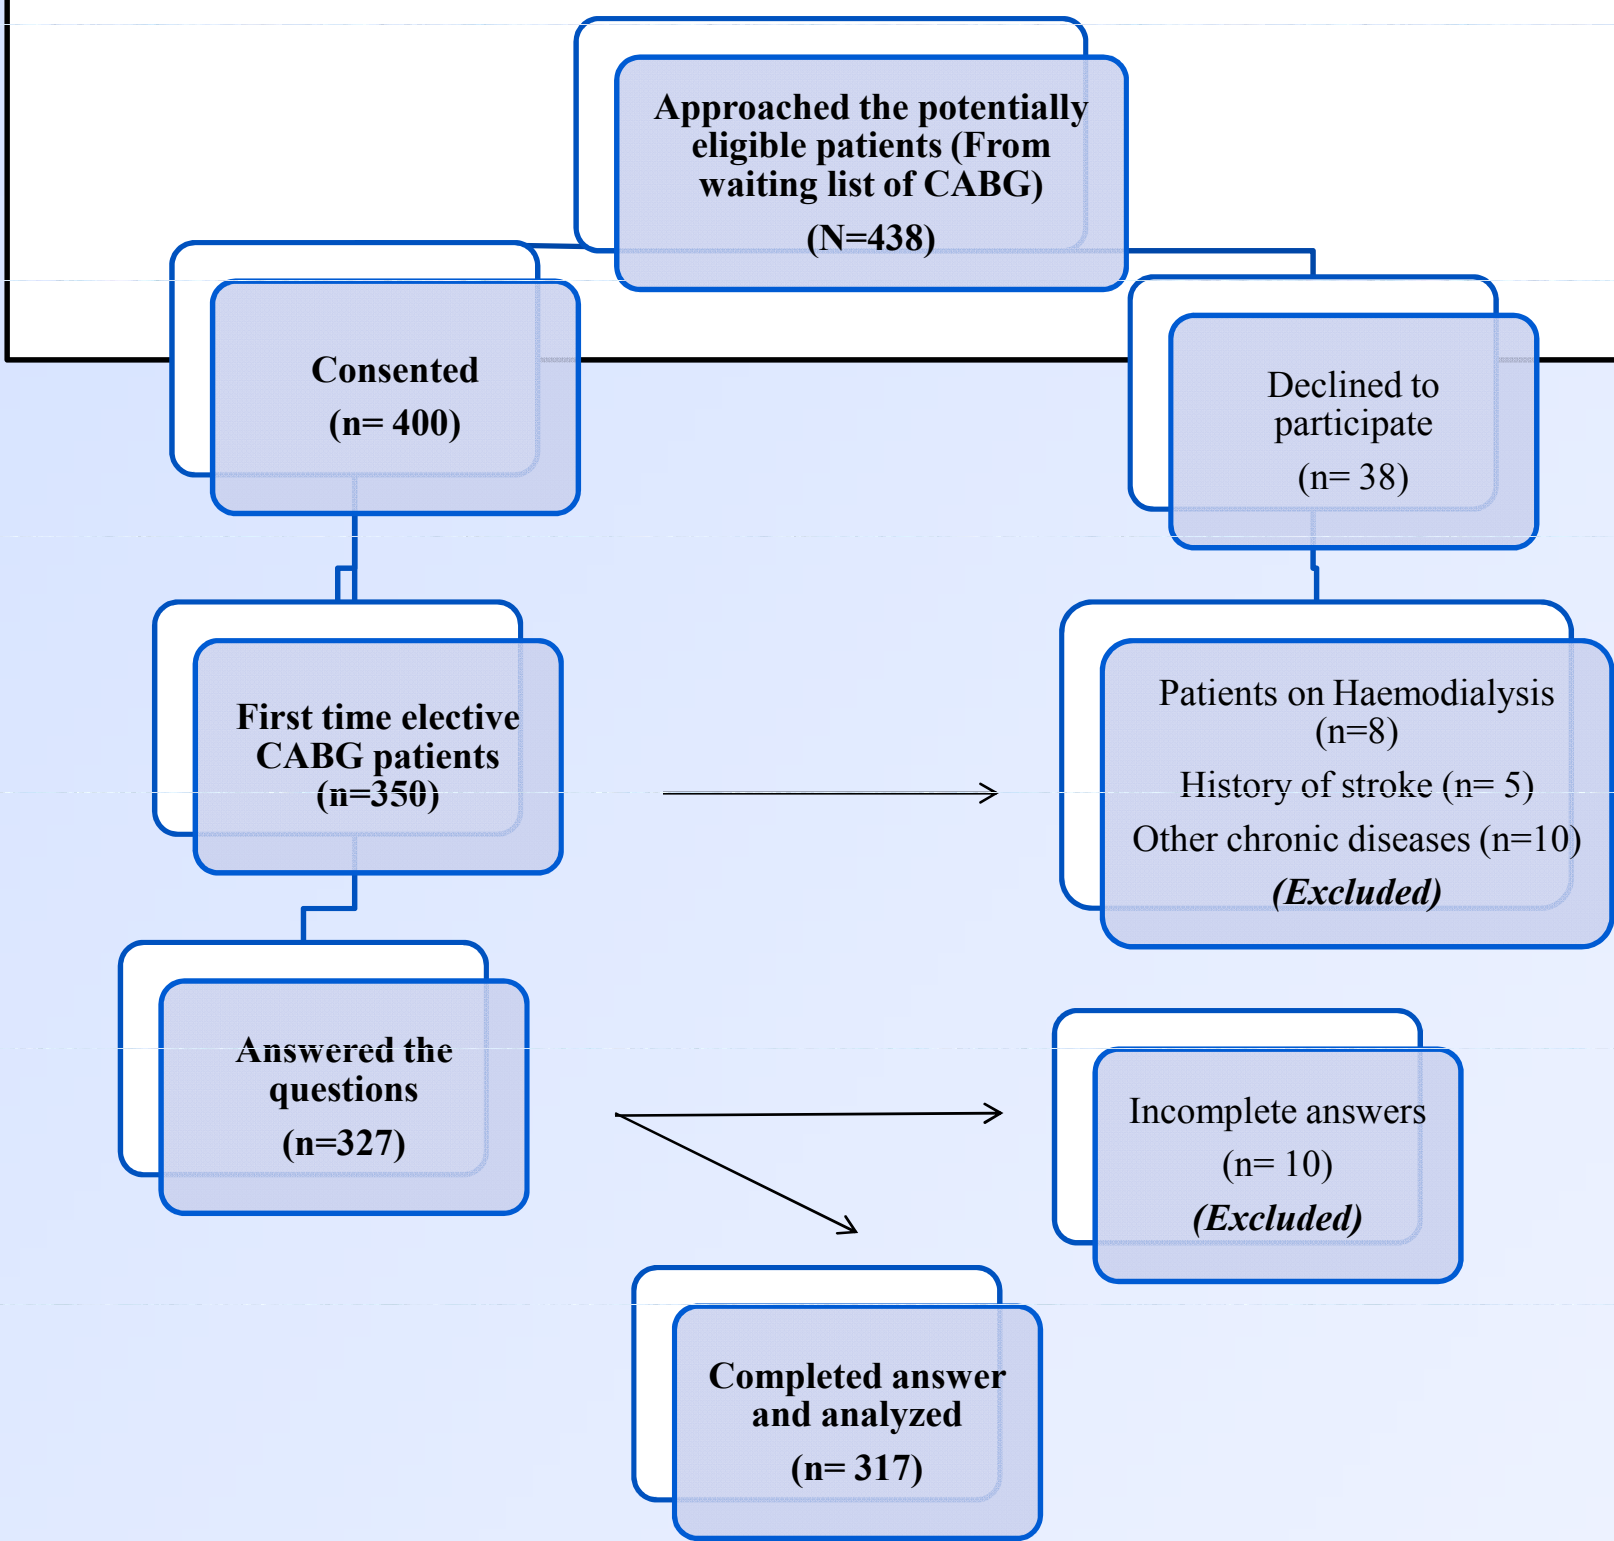 Approached the potentially
eligible patients (From
waiting list of CABG)
(N=438)
Consented
(n= 400)
Declined to
participate
(n= 38)
First time elective
CABG patients
(n=350)
Patients on Haemodialysis
(n=8)
History of stroke (n= 5)
Other chronic diseases (n=10)
(Excluded)
Answered the
questions
(n=327)
Incomplete answers
(n= 10)
(Excluded)
Completed answer
and analyzed
(n= 317)